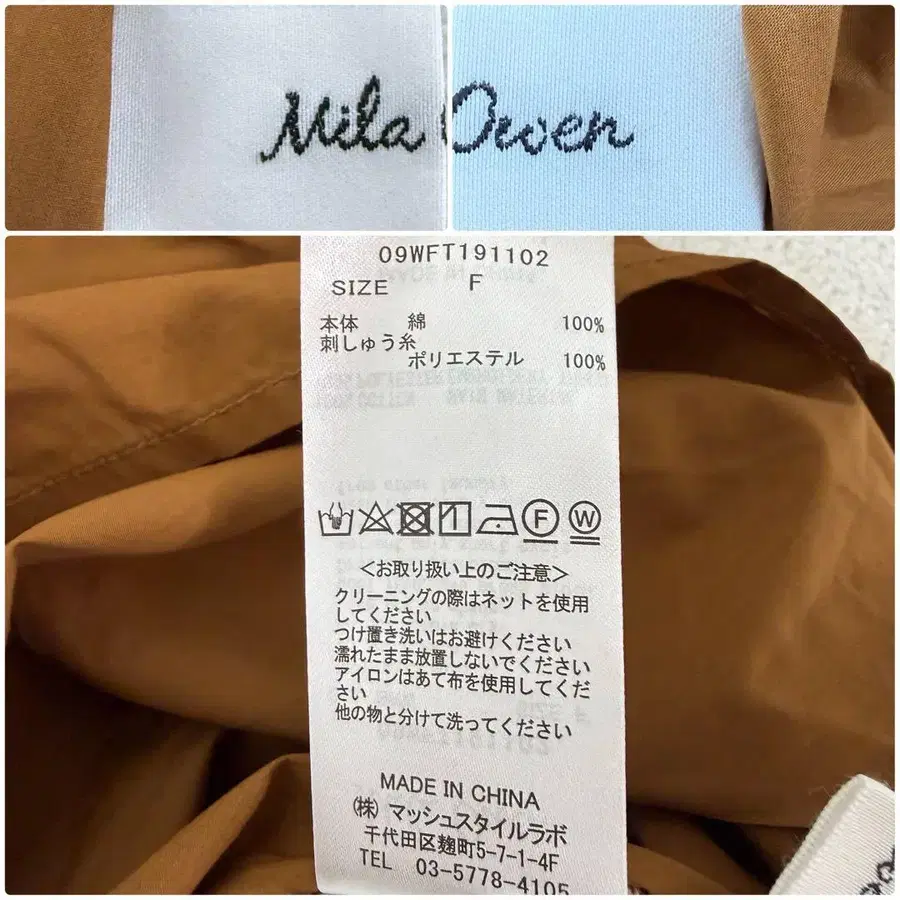 Mila Owen
09WFT191102
SIZE F
本体 綿 100%
刺しゅう糸
ポリエステル 100%
F W
<お取り扱い上のご注意>
クリーニングの際はネットを使用
してください
つけ置き洗いはお避けください
濡れたまま放置しないでください
アイロンはあて布を使用してくだ
さい
他の物と分けて洗ってください
MADE IN CHINA
(株) マッシュスタイルラボ
千代田区麹町5-7-1-4F
TEL 03-5778-4105